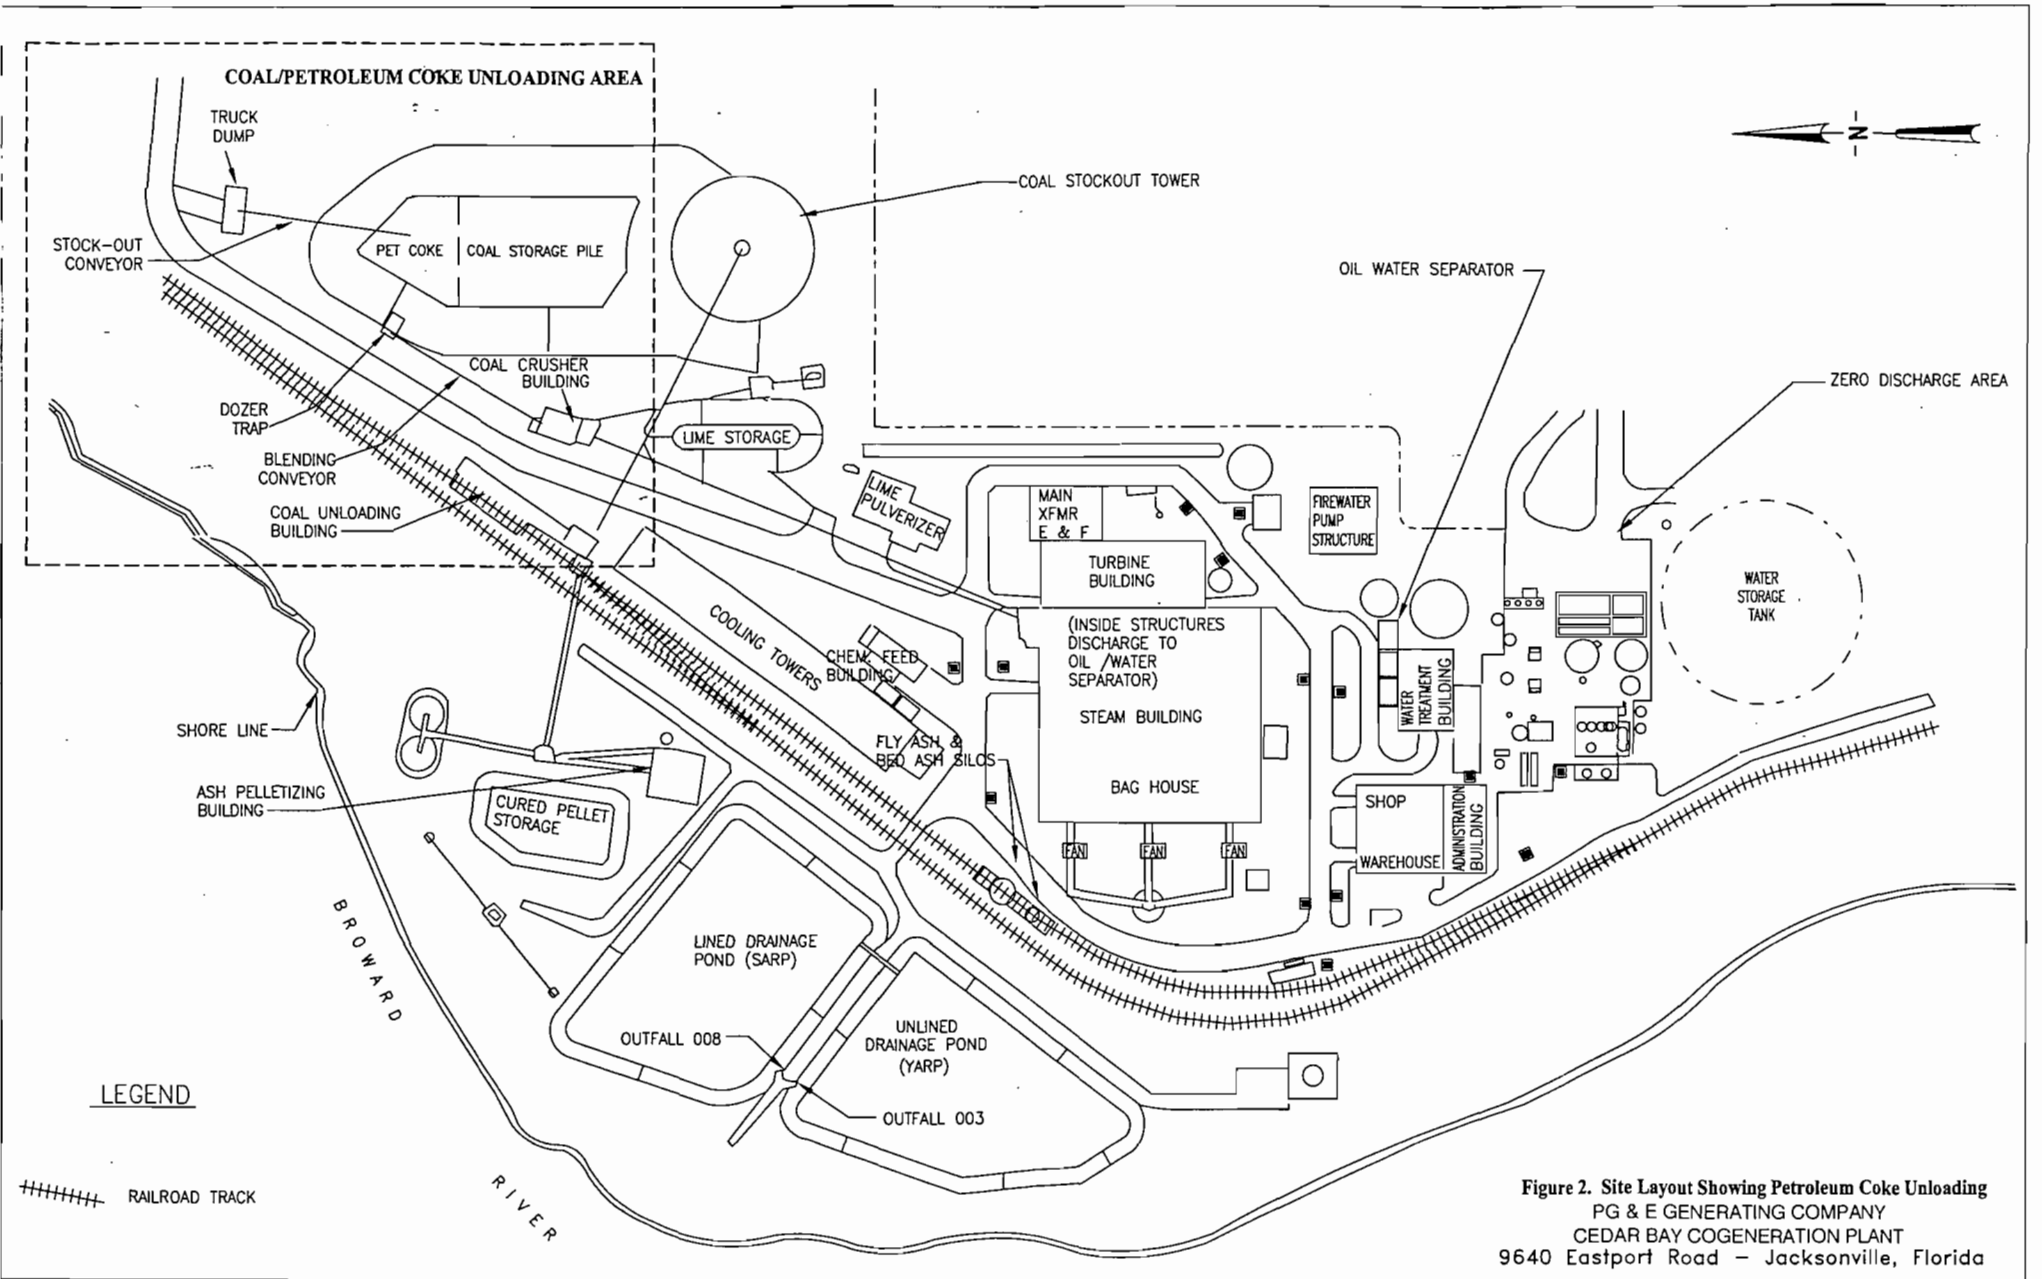 COAL/PETROLEUM COKE UNLOADING AREA
TRUCK
DUMP
N
COAL STOCKOUT TOWER
STOCK-OUT
CONVEYOR
PET COKE
COAL STORAGE PILE
OIL WATER SEPARATOR
COAL CRUSHER
BUILDING
ZERO DISCHARGE AREA
DOZER
TRAP
LIME STORAGE
BLENDING
CONVEYOR
COAL UNLOADING
BUILDING
LIME
PULVERIZER
MAIN
XFMR
E & F
FIREWATER
PUMP
STRUCTURE
TURBINE
BUILDING
WATER
STORAGE
TANK
COOLING TOWERS
(INSIDE STRUCTURES
DISCHARGE TO
OIL /WATER
SEPARATOR)
CHEM. FEED
BUILDING
WATER
TREATMENT
BUILDING
STEAM BUILDING
SHORE LINE
FLY ASH &
BED ASH SILOS
ASH PELLETIZING
BUILDING
CURED PELLET
STORAGE
BAG HOUSE
SHOP
WAREHOUSE
ADMINISTRATION
BUILDING
FAN
FAN
FAN
BROWARD
RIVER
LINED DRAINAGE
POND (SARP)
OUTFALL 008
UNLINED
DRAINAGE POND
(YARP)
OUTFALL 003
LEGEND
RAILROAD TRACK
Figure 2. Site Layout Showing Petroleum Coke Unloading
PG & E GENERATING COMPANY
CEDAR BAY COGENERATION PLANT
9640 Eastport Road - Jacksonville, Florida